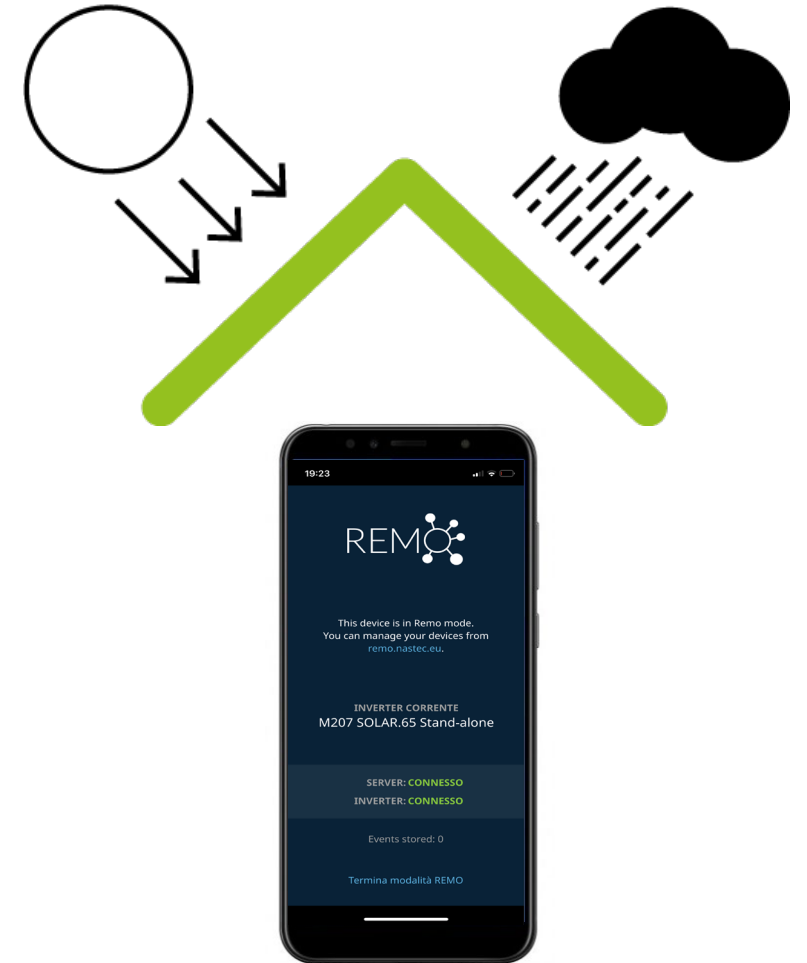 19:23
REMO
This device is in Remo mode.
You can manage your devices from
remo.nastec.eu.
INVERTER CORRENTE
M207 SOLAR.65 Stand-alone
SERVER: CONNESSO
INVERTER: CONNESSO
Events stored: 0
Termina modalità REMO